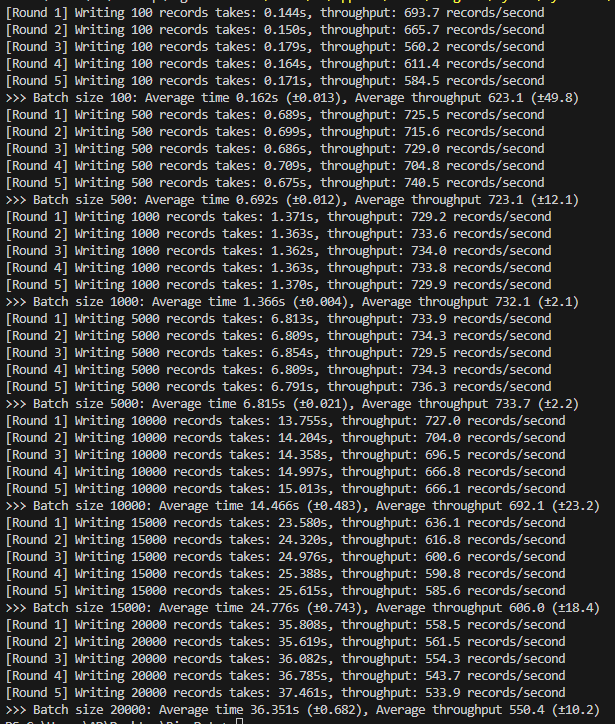 [Round 1] Writing 100 records takes: 0.144s, throughput: 693.7 records/second
[Round 2] Writing 100 records takes: 0.150s, throughput: 665.7 records/second
[Round 3] Writing 100 records takes: 0.179s, throughput: 560.2 records/second
[Round 4] Writing 100 records takes: 0.164s, throughput: 611.4 records/second
[Round 5] Writing 100 records takes: 0.171s, throughput: 584.5 records/second
>>> Batch size 100: Average time 0.162s (±0.013), Average throughput 623.1 (±49.8)
[Round 1] Writing 500 records takes: 0.689s, throughput: 725.5 records/second
[Round 2] Writing 500 records takes: 0.699s, throughput: 715.6 records/second
[Round 3] Writing 500 records takes: 0.686s, throughput: 729.0 records/second
[Round 4] Writing 500 records takes: 0.709s, throughput: 704.8 records/second
[Round 5] Writing 500 records takes: 0.675s, throughput: 740.5 records/second
>>> Batch size 500: Average time 0.692s (±0.012), Average throughput 723.1 (±12.1)
[Round 1] Writing 1000 records takes: 1.371s, throughput: 729.2 records/second
[Round 2] Writing 1000 records takes: 1.363s, throughput: 733.6 records/second
[Round 3] Writing 1000 records takes: 1.362s, throughput: 734.0 records/second
[Round 4] Writing 1000 records takes: 1.363s, throughput: 733.8 records/second
[Round 5] Writing 1000 records takes: 1.370s, throughput: 729.9 records/second
>>> Batch size 1000: Average time 1.366s (±0.004), Average throughput 732.1 (±2.1)
[Round 1] Writing 5000 records takes: 6.813s, throughput: 733.9 records/second
[Round 2] Writing 5000 records takes: 6.809s, throughput: 734.3 records/second
[Round 3] Writing 5000 records takes: 6.854s, throughput: 729.5 records/second
[Round 4] Writing 5000 records takes: 6.809s, throughput: 734.3 records/second
[Round 5] Writing 5000 records takes: 6.791s, throughput: 736.3 records/second
>>> Batch size 5000: Average time 6.815s (±0.021), Average throughput 733.7 (±2.2)
[Round 1] Writing 10000 records takes: 13.755s, throughput: 727.0 records/second
[Round 2] Writing 10000 records takes: 14.204s, throughput: 704.0 records/second
[Round 3] Writing 10000 records takes: 14.358s, throughput: 696.5 records/second
[Round 4] Writing 10000 records takes: 14.997s, throughput: 666.8 records/second
[Round 5] Writing 10000 records takes: 15.013s, throughput: 666.1 records/second
>>> Batch size 10000: Average time 14.466s (±0.483), Average throughput 692.1 (±23.2)
[Round 1] Writing 15000 records takes: 23.580s, throughput: 636.1 records/second
[Round 2] Writing 15000 records takes: 24.320s, throughput: 616.8 records/second
[Round 3] Writing 15000 records takes: 24.976s, throughput: 600.6 records/second
[Round 4] Writing 15000 records takes: 25.388s, throughput: 590.8 records/second
[Round 5] Writing 15000 records takes: 25.615s, throughput: 585.6 records/second
>>> Batch size 15000: Average time 24.776s (±0.743), Average throughput 606.0 (±18.4)
[Round 1] Writing 20000 records takes: 35.808s, throughput: 558.5 records/second
[Round 2] Writing 20000 records takes: 35.619s, throughput: 561.5 records/second
[Round 3] Writing 20000 records takes: 36.082s, throughput: 554.3 records/second
[Round 4] Writing 20000 records takes: 36.785s, throughput: 543.7 records/second
[Round 5] Writing 20000 records takes: 37.461s, throughput: 533.9 records/second
>>> Batch size 20000: Average time 36.351s (±0.682), Average throughput 550.4 (±10.2)